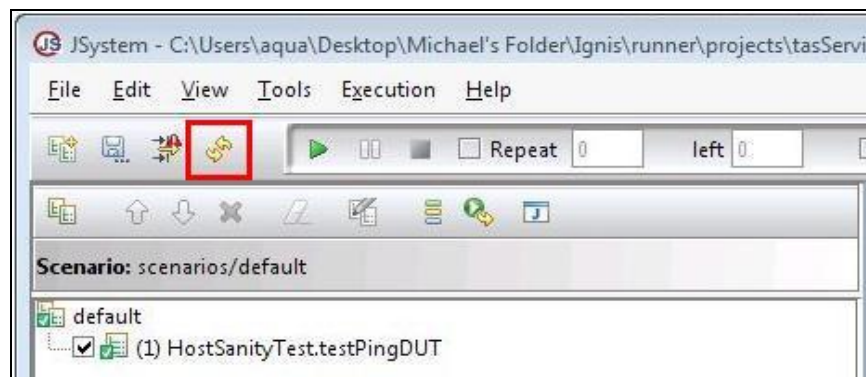 JSystem - C:\Users\aqua\Desktop\Michael's Folder\Ignis\runner\projects\tasServi
File Edit View Tools Execution Help
Repeat 0 left 0
Scenario: scenarios/default
default
(1) HostSanityTest.testPingDUT